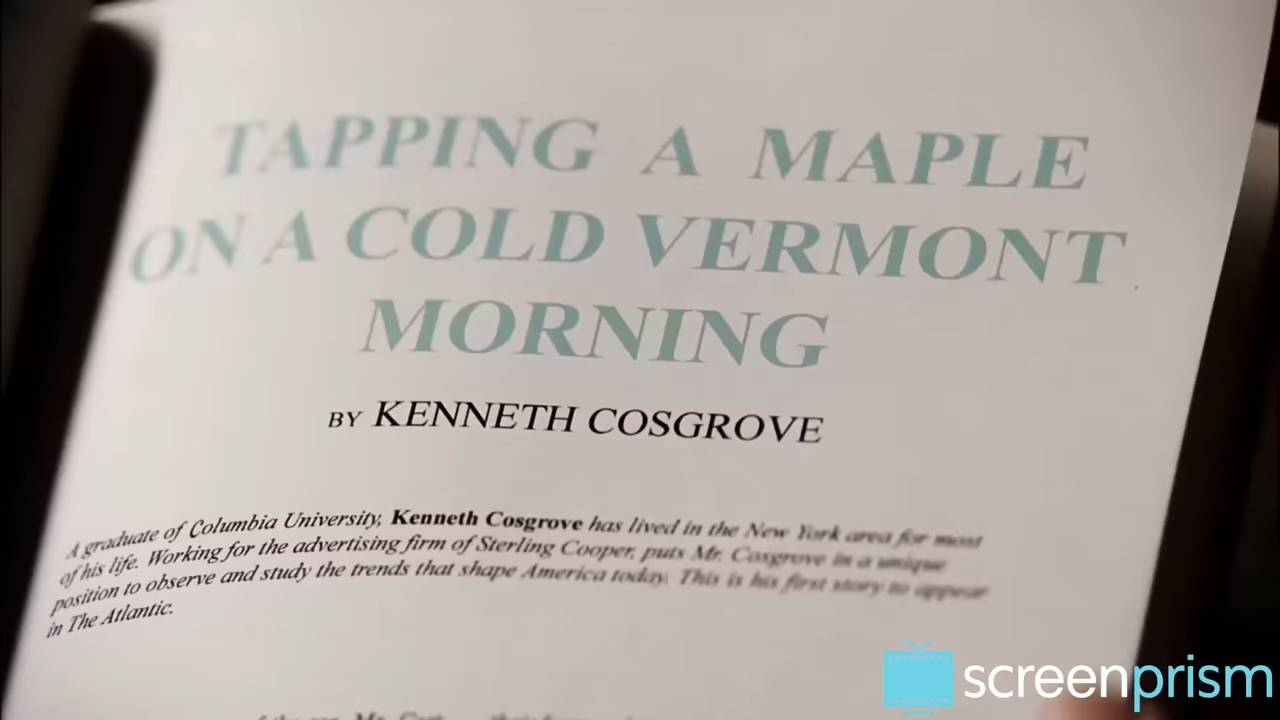 TAPPING A MAPLE
ON A COLD VERMONT
MORNING
BY KENNETH COSGROVE
A graduate of Columbia University, Kenneth Cosgrove has lived in the New York area for most
of his life. Working for the advertising firm of Sterling Cooper, puts Mr. Cosgrove in a unique
position to observe and study the trends that shape America today. This is his first story to appear
in The Atlantic.
screenprism